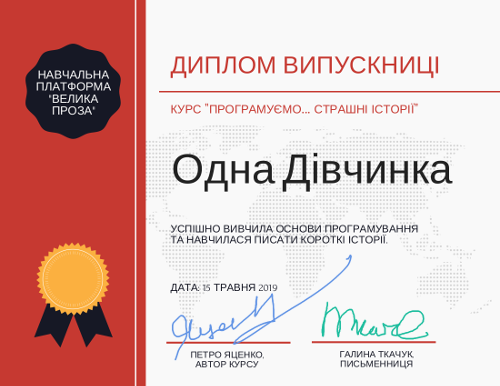 НАВЧАЛЬНА
ПЛАТФОРМА
"ВЕЛИКА
ПРОЗА"
ДИПЛОМ ВИПУСКНИЦІ
КУРС "ПРОГРАМУЄМО... СТРАШНІ ІСТОРІЇ"
Одна Дівчинка
УСПІШНО ВИВЧИЛА ОСНОВИ ПРОГРАМУВАННЯ
ТА НАВЧИЛАСЯ ПИСАТИ КОРОТКІ ІСТОРІЇ.
ДАТА: 15 ТРАВНЯ 2019
ПЕТРО ЯЦЕНКО,
АВТОР КУРСУ
ГАЛИНА ТКАЧУК,
ПИСЬМЕННИЦЯ